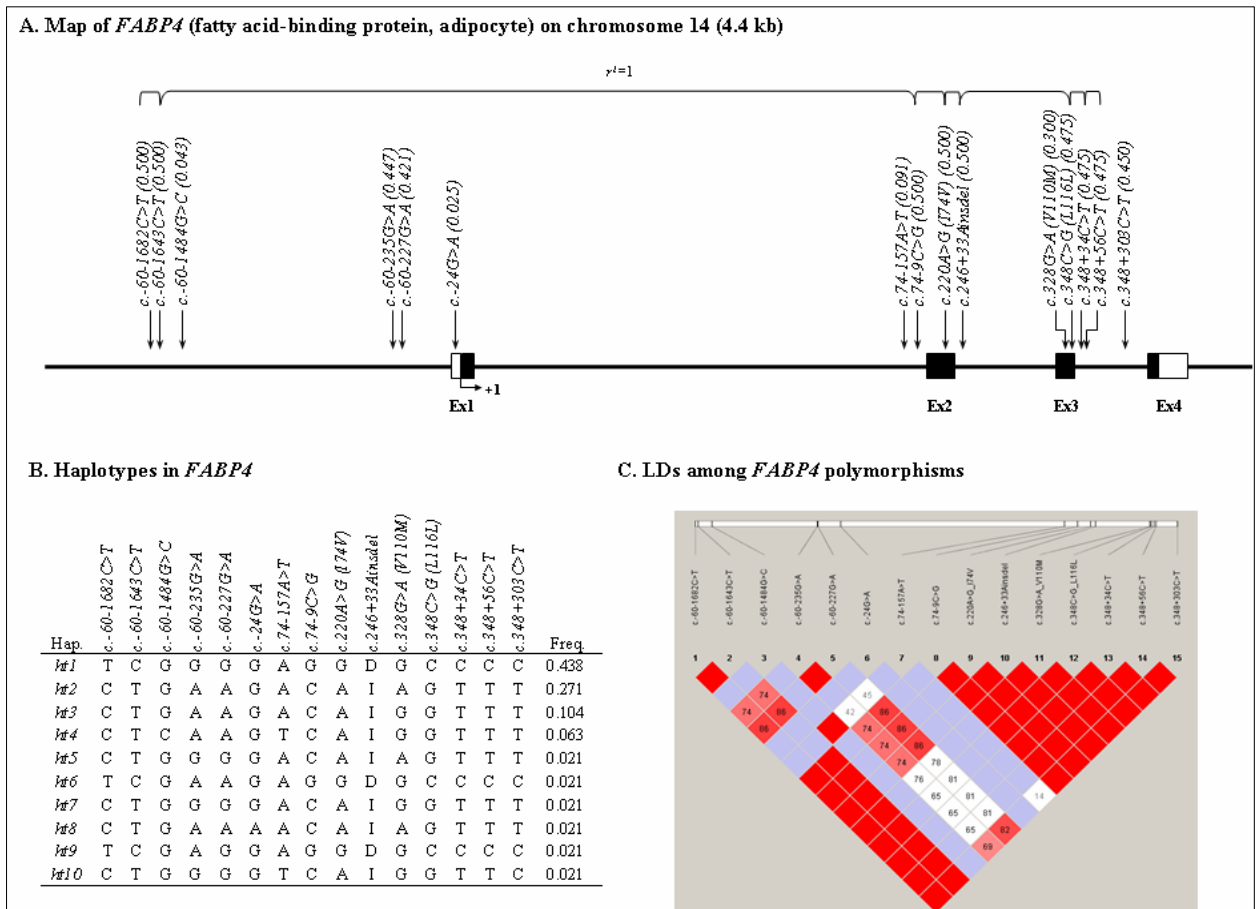 A. Map of FABP4 (fatty acid-binding protein, adipocyte) on chromosome 14 (4.4 kb)
r²=1
c.-60-1682C>T (0.500)
c.-60-1643C>T (0.500)
c.-60-1484G>C (0.043)
c.-60-235G>A (0.447)
c.-60-227G>A (0.421)
c.-24G>A (0.025)
c.74-157A>T (0.091)
c.74-9C>G (0.500)
c.220A>G (I74V) (0.500)
c.246+33Ainsdel (0.500)
c.328G>A (V110M) (0.300)
c.348C>G (L116L) (0.475)
c.348+34C>T (0.475)
c.348+56C>T (0.475)
c.348+303C>T (0.450)
+1
Ex1 Ex2 Ex3 Ex4
B. Haplotypes in FABP4
Hap. c.-60-1682C>T c.-60-1643C>T c.-60-1484G>C c.-60-235G>A c.-60-227G>A c.-24G>A c.74-157A>T c.74-9C>G c.220A>G (I74V) c.246+33Ainsdel c.328G>A (V110M) c.348C>G (L116L) c.348+34C>T c.348+56C>T c.348+303C>T Freq.
ht1 T C G G G G A G G D G C C C C 0.438
ht2 C T G A A G A C A I A G T T T 0.271
ht3 C T G A A G A C A I G G T T T 0.104
ht4 C T C A A G T C A I G G T T T 0.063
ht5 C T G G G G A C A I A G T T T 0.021
ht6 T C G A A G A G G D G C C C C 0.021
ht7 C T G G G G A C A I G G T T T 0.021
ht8 C T G A A A A C A I A G T T T 0.021
ht9 T C G A G G A G G D G C C C C 0.021
ht10 C T G G G G T C A I G G T T C 0.021
C. LDs among FABP4 polymorphisms
c.-60-1682C>T
c.-60-1643C>T
c.-60-1484G>C
c.-60-235G>A
c.-60-227G>A
c.-24G>A
c.74-157A>T
c.74-9C>G
c.220A>G_I74V
c.246+33Ainsdel
c.328G>A_V110M
c.348C>G_L116L
c.348+34C>T
c.348+56C>T
c.348+303C>T
1 2 3 4 5 6 7 8 9 10 11 12 13 14 15
74 45
74 86 42 86
86 74 86
74 78
76 81
65 81 14
65 81
65 82
69